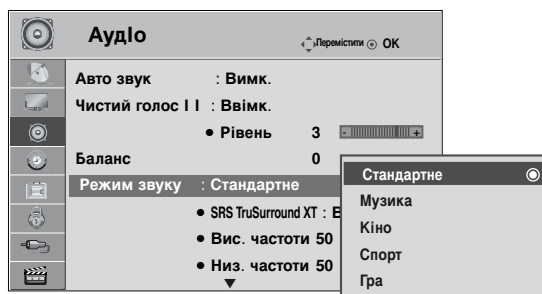 АудІо
Перемістити OK
Авто звук : Вимк.
Чистий голос І І : Ввімк.
• Рівень 3 - +
Баланс 0
Режим звуку : Стандартне
• SRS TruSurround XT : В
• Вис. частоти 50
• Низ. частоти 50
Стандартне
Музика
Кіно
Спорт
Гра